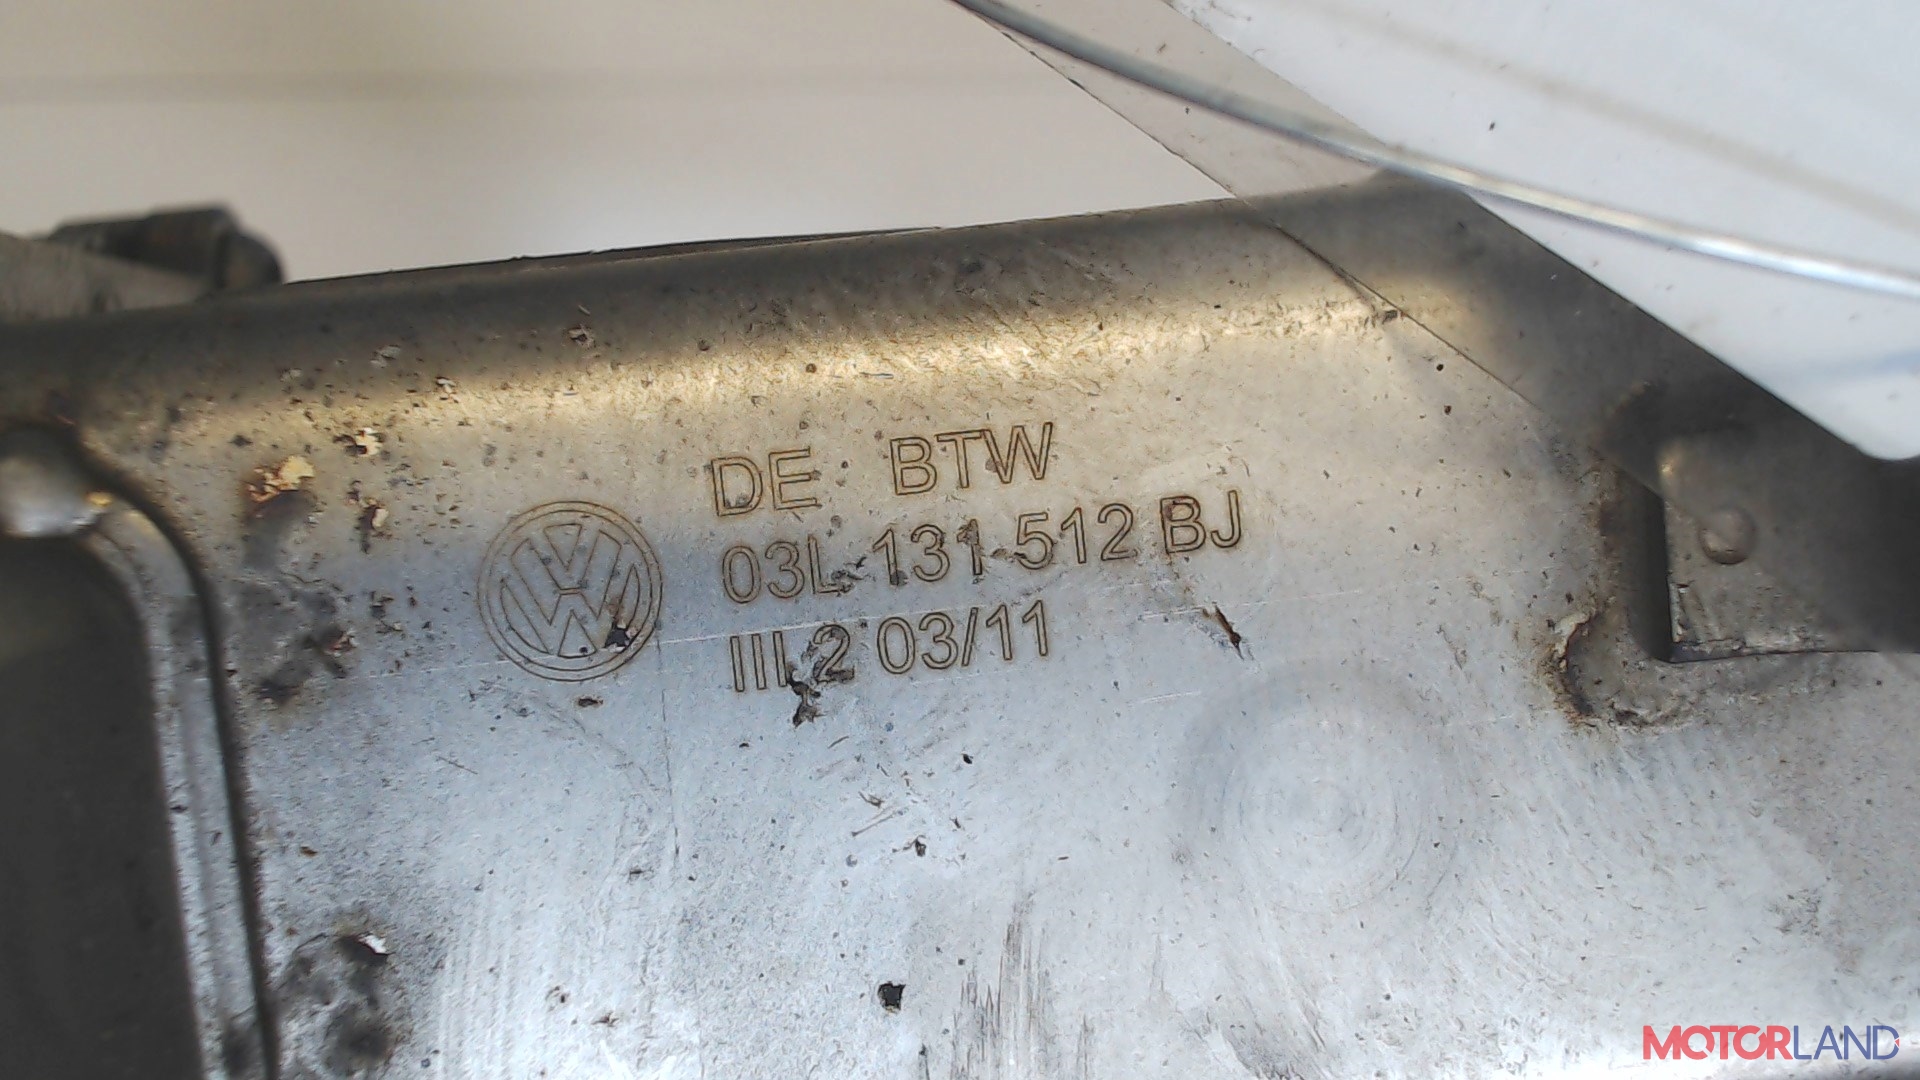 DE BTW
03L 131 512 BJ
III 2 03/11
MOTORLAND